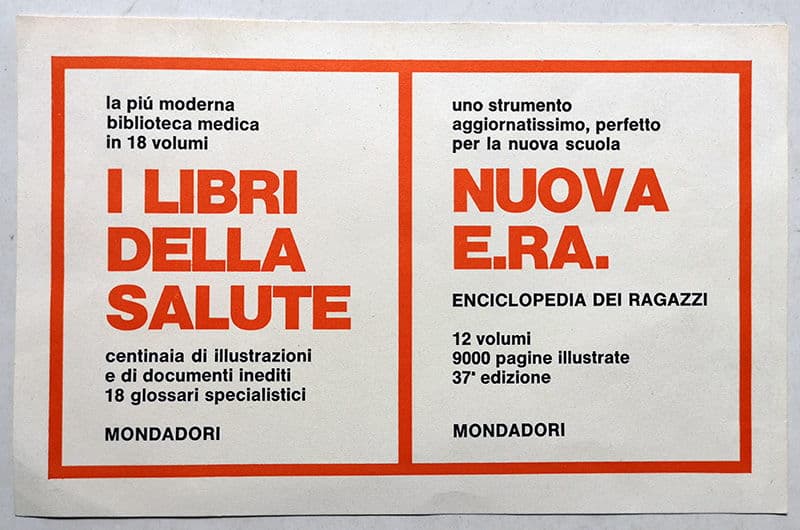 la piú moderna
biblioteca medica
in 18 volumi
I LIBRI
DELLA
SALUTE
centinaia di illustrazioni
e di documenti inediti
18 glossari specialistici
MONDADORI
uno strumento
aggiornatissimo, perfetto
per la nuova scuola
NUOVA
E.RA.
ENCICLOPEDIA DEI RAGAZZI
12 volumi
9000 pagine illustrate
37ª edizione
MONDADORI